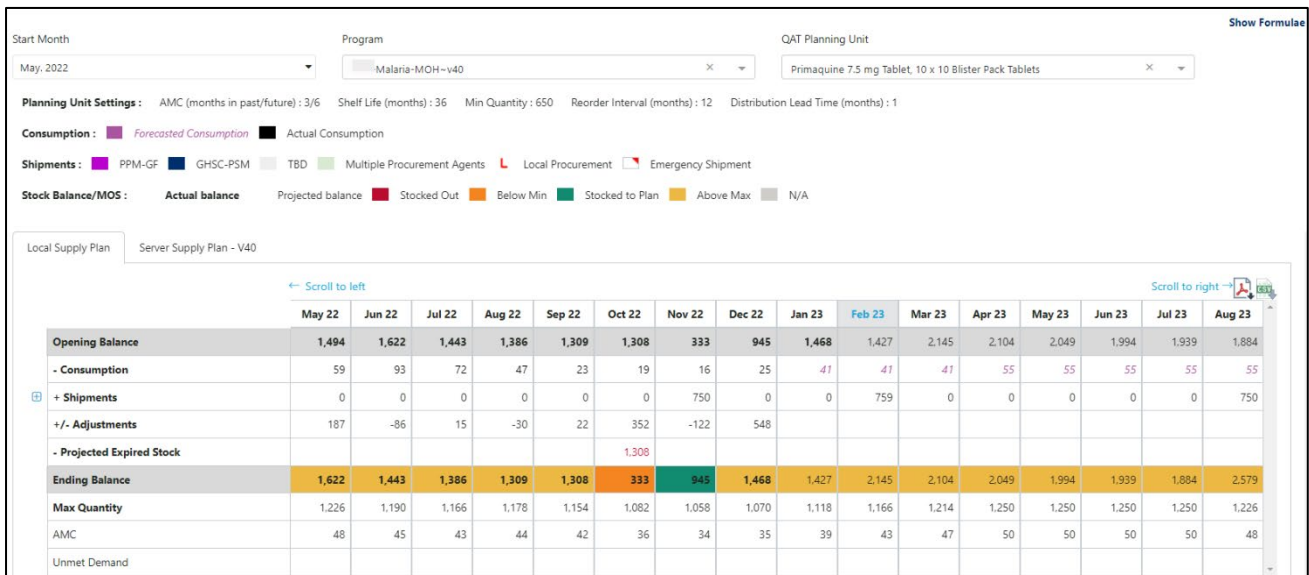 Show Formulae
Start Month Program QAT Planning Unit
May. 2022 -Malaria-MOH~v40 × Primaquine 7.5 mg Tablet, 10 x 10 Blister Pack Tablets ×
Planning Unit Settings : AMC (months in past/future) : 3/6 Shelf Life (months) : 36 Min Quantity : 650 Reorder Interval (months) : 12 Distribution Lead Time (months) : 1
Consumption : Forecasted Consumption Actual Consumption
Shipments : PPM-GF GHSC-PSM TBD Multiple Procurement Agents L Local Procurement Emergency Shipment
Stock Balance/MOS : Actual balance Projected balance Stocked Out Below Min Stocked to Plan Above Max N/A
Local Supply Plan Server Supply Plan - V40
← Scroll to left Scroll to right → CSV
May 22 Jun 22 Jul 22 Aug 22 Sep 22 Oct 22 Nov 22 Dec 22 Jan 23 Feb 23 Mar 23 Apr 23 May 23 Jun 23 Jul 23 Aug 23
Opening Balance 1,494 1,622 1,443 1,386 1,309 1,308 333 945 1,468 1,427 2,145 2,104 2,049 1,994 1,939 1,884
- Consumption 59 93 72 47 23 19 16 25 41 41 41 55 55 55 55 55
+ Shipments 0 0 0 0 0 0 750 0 0 759 0 0 0 0 0 750
+/- Adjustments 187 -86 15 -30 22 352 -122 548
- Projected Expired Stock 1,308
Ending Balance 1,622 1,443 1,386 1,309 1,308 333 945 1,468 1,427 2,145 2,104 2,049 1,994 1,939 1,884 2,579
Max Quantity 1,226 1,190 1,166 1,178 1,154 1,082 1,058 1,070 1,118 1,166 1,214 1,250 1,250 1,250 1,250 1,226
AMC 48 45 43 44 42 36 34 35 39 43 47 50 50 50 50 48
Unmet Demand